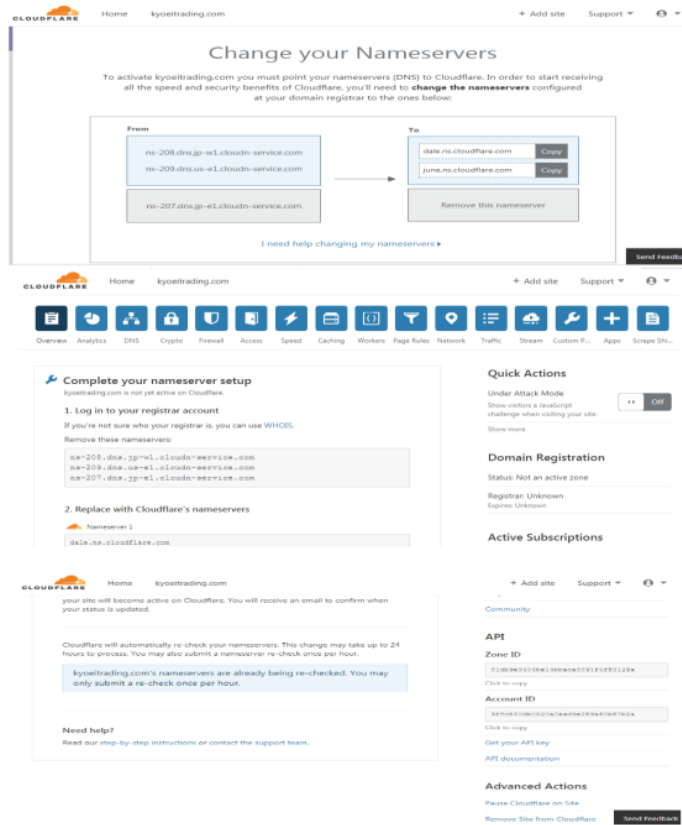 CLOUDFLARE
Home kyoeitrading.com + Add site Support
Change your Nameservers
To activate kyoeitrading.com you must point your nameservers (DNS) to Cloudflare. In order to start receiving
all the speed and security benefits of Cloudflare, you'll need to change the nameservers configured
at your domain registrar to the ones below:
From
ns-208.dns.jp-w1.cloudn-service.com
ns-209.dns.us-e1.cloudn-service.com
ns-207.dns.jp-e1.cloudn-service.com
To
dale.ns.cloudflare.com Copy
june.ns.cloudflare.com Copy
Remove this nameserver
I need help changing my nameservers
Send Feedb
CLOUDFLARE
Home kyoeitrading.com + Add site Support
Overview Analytics DNS Crypto Firewall Access Speed Caching Workers Page Rules Network Traffic Stream Custom P... Apps Scrape Shi...
Complete your nameserver setup
kyoeitrading.com is not yet active on Cloudflare.
1. Log in to your registrar account
If you're not sure who your registrar is, you can use WHOIS.
Remove these nameservers:
ns-208.dns.jp-w1.cloudn-service.com
ns-209.dns.us-e1.cloudn-service.com
ns-207.dns.jp-e1.cloudn-service.com
2. Replace with Cloudflare's nameservers
Nameserver 1
dale.ns.cloudflare.com
Quick Actions
Under Attack Mode
Show visitors a JavaScript
challenge when visiting your site.
Off
Show more
Domain Registration
Status: Not an active zone
Registrar: Unknown
Expires: Unknown
Active Subscriptions
CLOUDFLARE
Home kyoeitrading.com + Add site Support
your site will become active on Cloudflare. You will receive an email to confirm when
your status is updated.
Cloudflare will automatically re-check your nameservers. This change may take up to 24
hours to process. You may also submit a nameserver re-check once per hour.
kyoeitrading.com's nameservers are already being re-checked. You may
only submit a re-check once per hour.
Need help?
Read our step-by-step instructions or contact the support team.
Community
API
Zone ID
Click to copy
Account ID
Click to copy
Get your API key
API documentation
Advanced Actions
Pause Cloudflare on Site
Remove Site from Cloudflare
Send Feedback